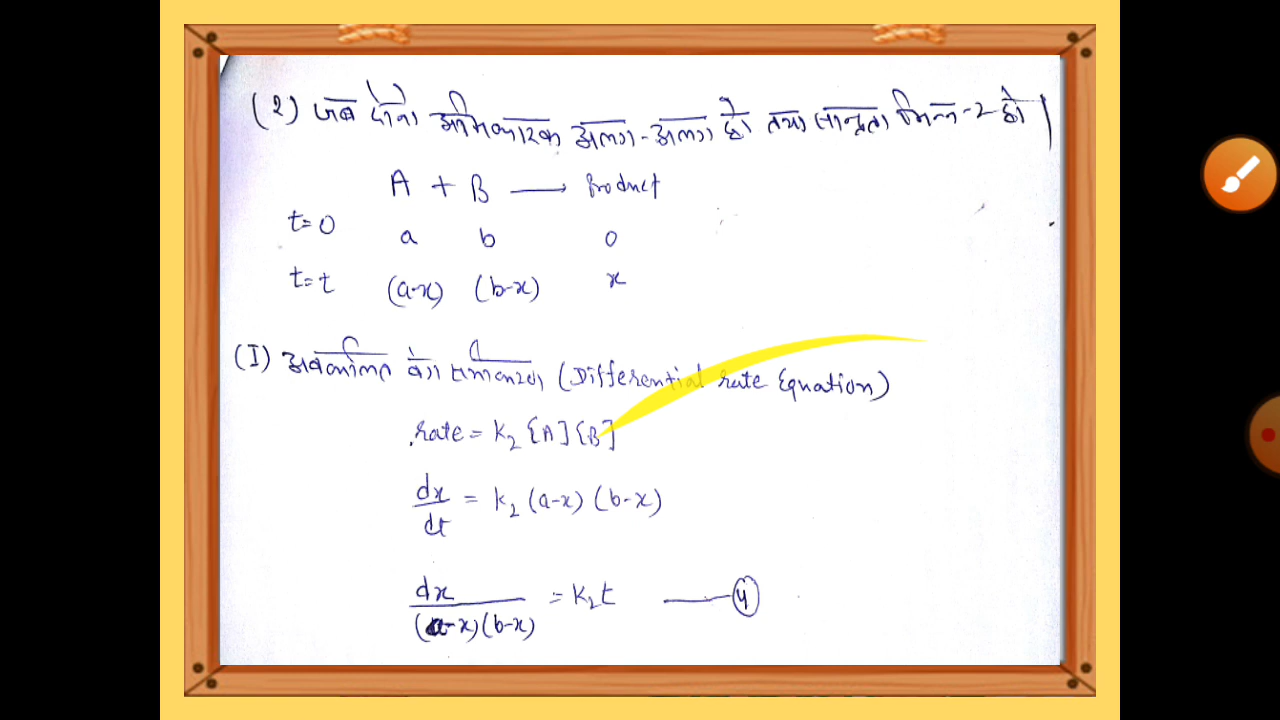 (2) जब दोनो अभिकारक अलग-अलग हो तथा सान्द्रता भिन्न-2 हो।
A + B ⟶ Product
t=0 a b 0
t=t (a-x) (b-x) x
(I) अवकलित वेग समीकरण (Differential rate Equation)
rate = K₂ [A] [B]
dx/dt = K₂ (a-x) (b-x)
dx/(a-x)(b-x) = K₂t —— (4)